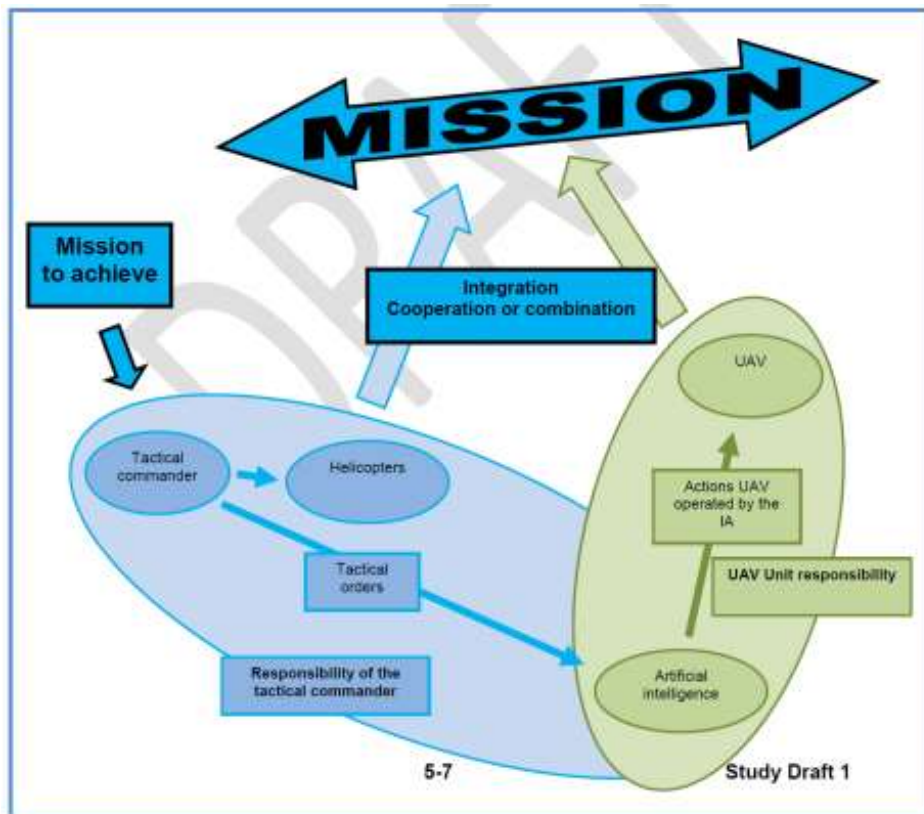 DRAFT
MISSION
Mission
to achieve
Integration
Cooperation or combination
UAV
Tactical
commander
Helicopters
Actions UAV
operated by the
IA
Tactical
orders
UAV Unit responsibility
Responsibility of the
tactical commander
Artificial
intelligence
5-7
Study Draft 1